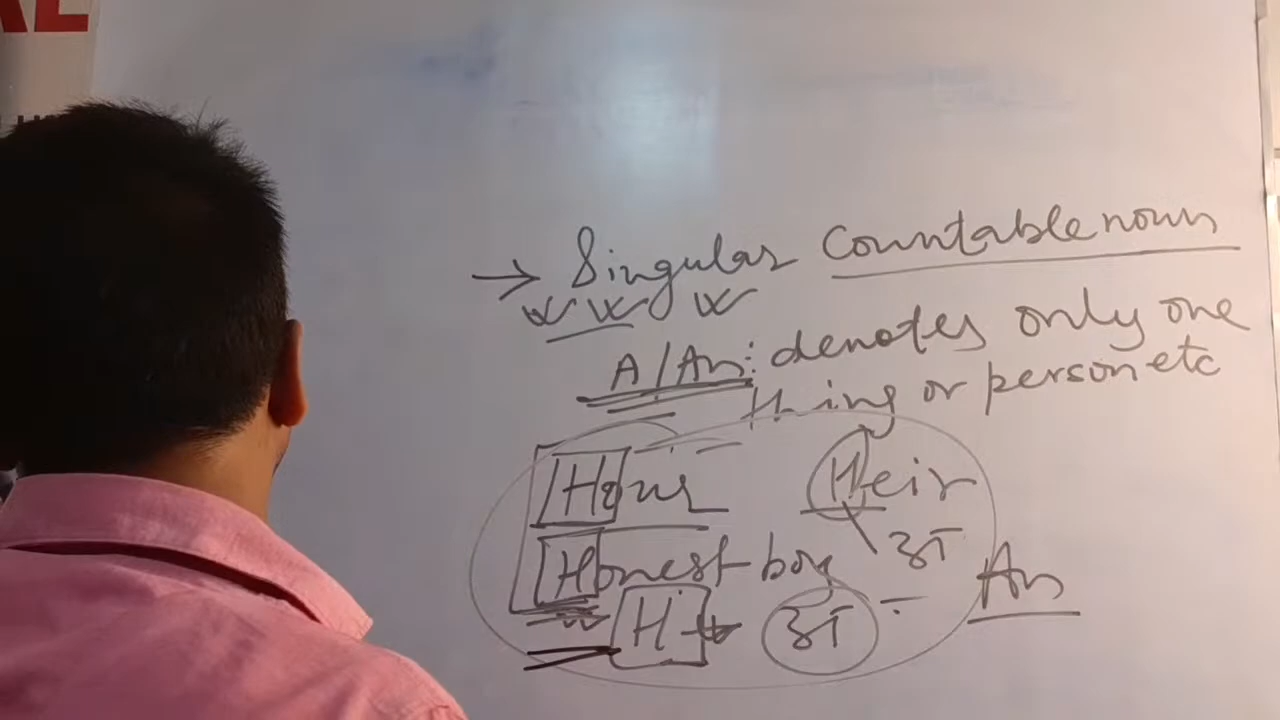 → Singular Countable noun
A/An: denotes only one
thing or person etc
Hour Heir
अ
Honest boy
An
H → अ